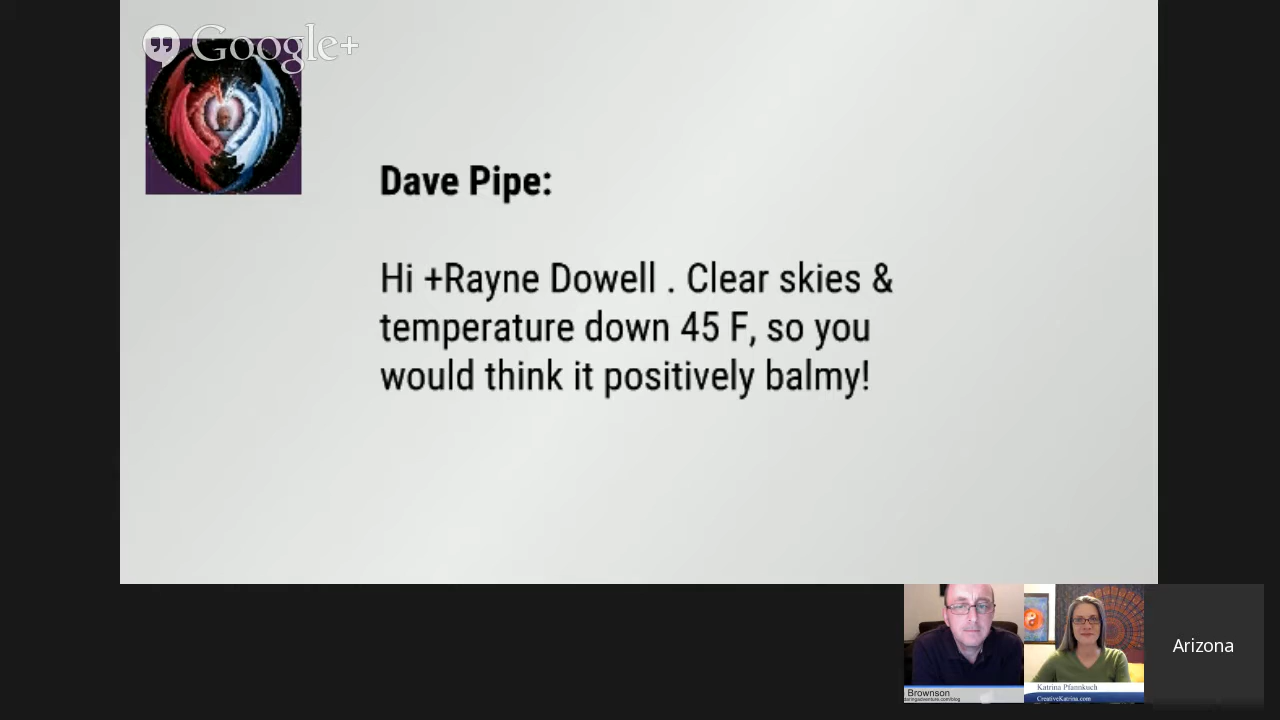 Google+
Dave Pipe:
Hi +Rayne Dowell . Clear skies &
temperature down 45 F, so you
would think it positively balmy!
Arizona
Brownson
Katrina Pfannkuch
CreativeKatrina.com